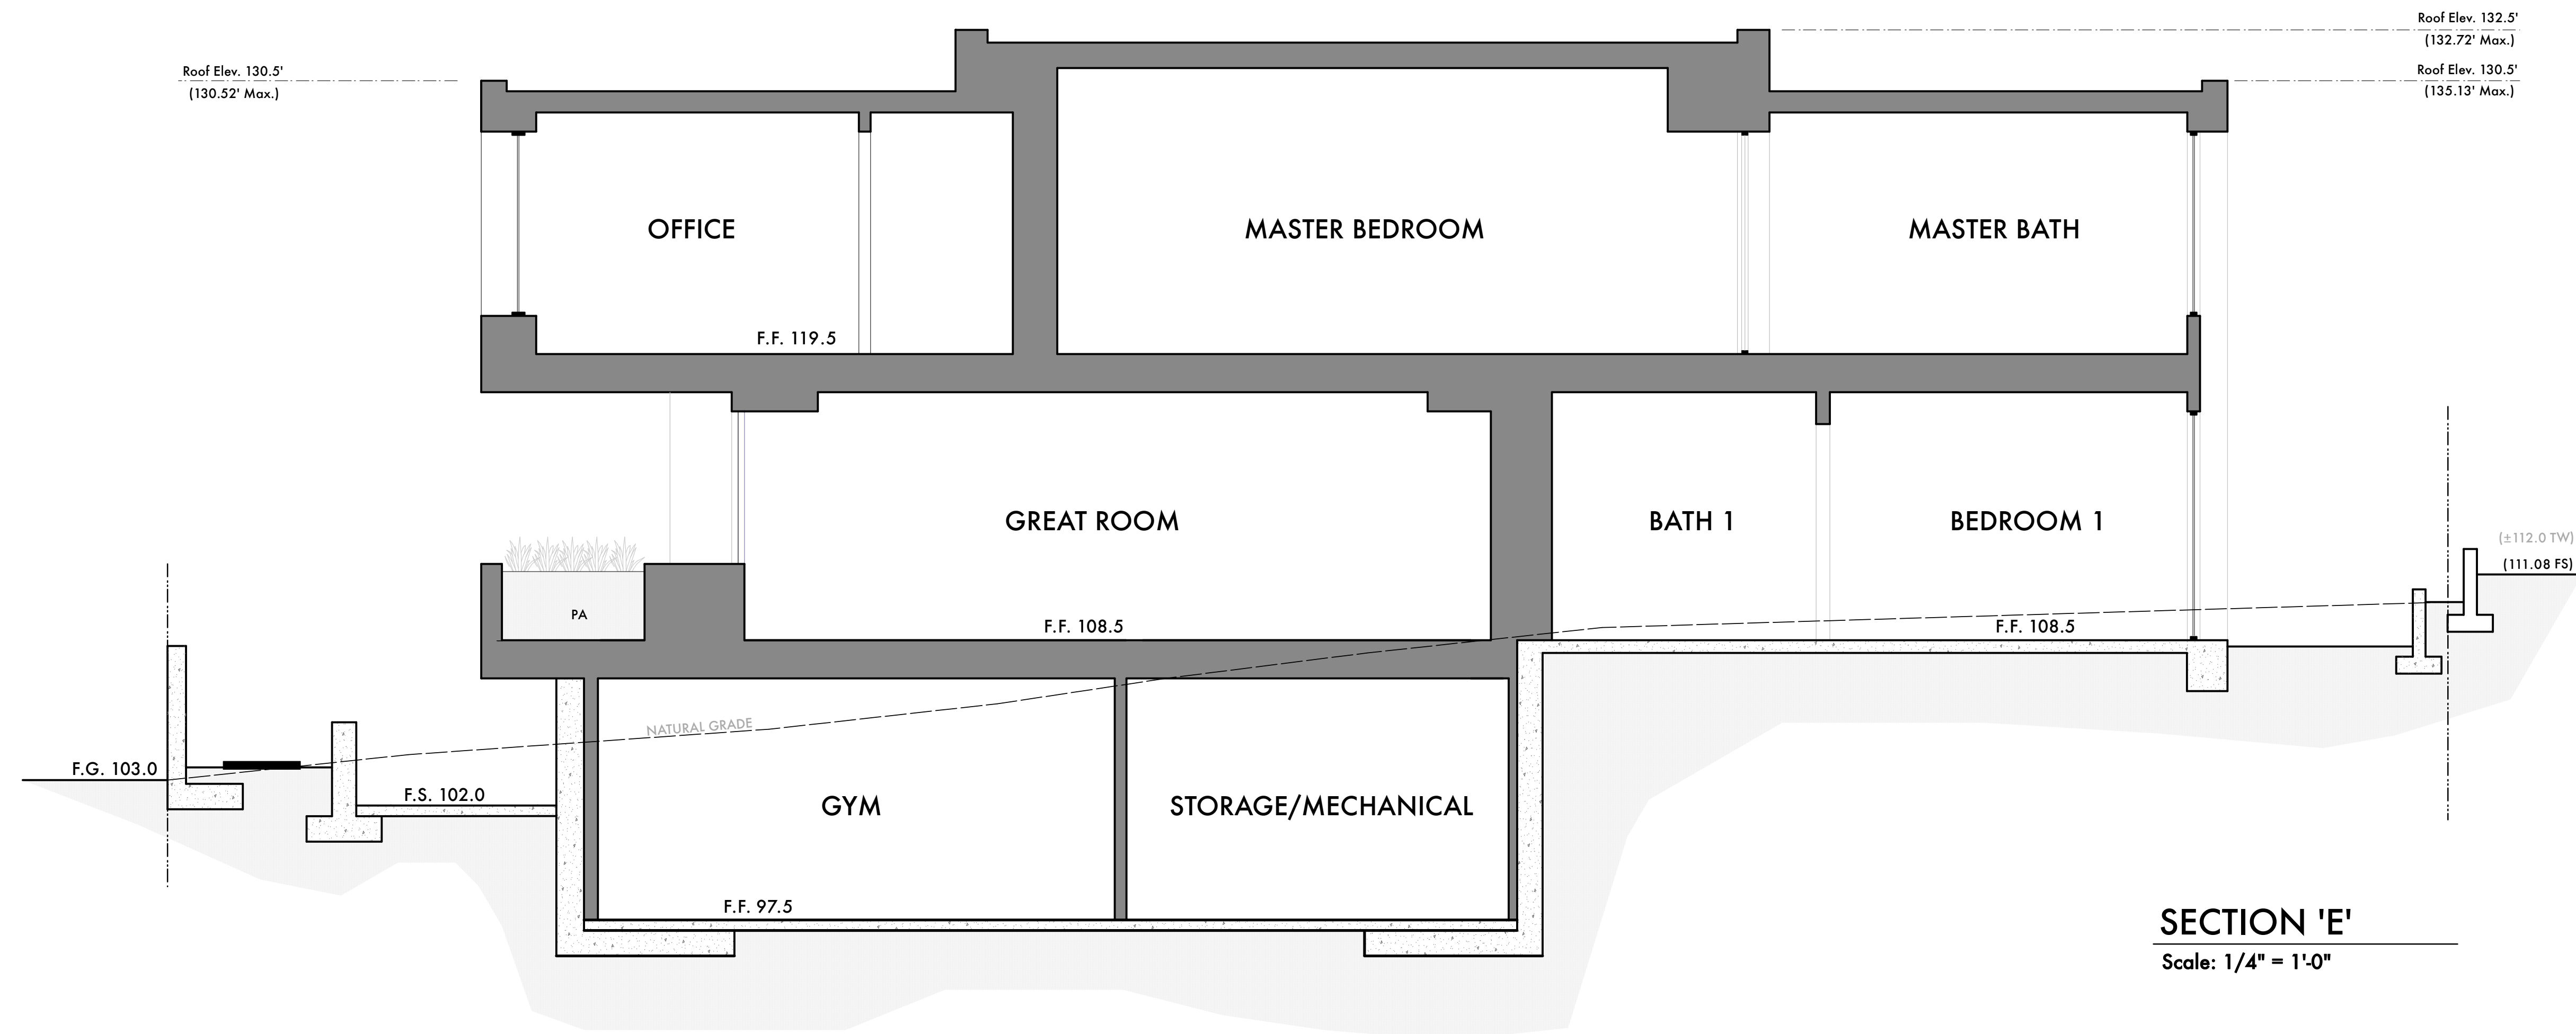 Roof Elev. 132.5'
(132.72' Max.)
Roof Elev. 130.5'
(130.52' Max.)
Roof Elev. 130.5'
(135.13' Max.)
OFFICE
MASTER BEDROOM
MASTER BATH
F.F. 119.5
GREAT ROOM
BATH 1
BEDROOM 1
(±112.0 TW)
(111.08 FS)
PA
F.F. 108.5
F.F. 108.5
NATURAL GRADE
F.G. 103.0
F.S. 102.0
GYM
STORAGE/MECHANICAL
F.F. 97.5
SECTION 'E'
Scale: 1/4" = 1'-0"